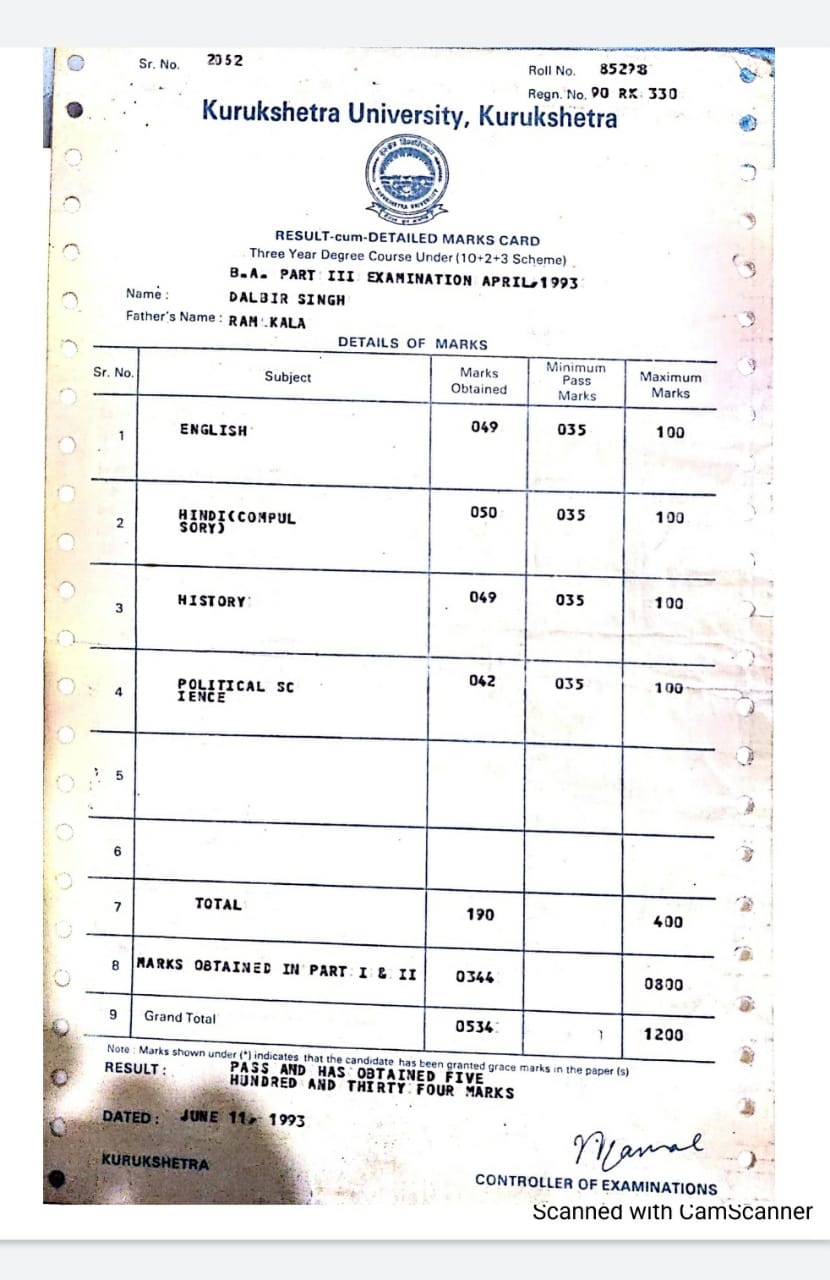 Sr. No. 2052
Roll No. 85278
Regn. No. 90 RK 330
Kurukshetra University, Kurukshetra
KURUKSHETRA UNIVERSITY
RESULT-cum-DETAILED MARKS CARD
Three Year Degree Course Under (10+2+3 Scheme)
B.A. PART III EXAMINATION APRIL,1993
Name : DALBIR SINGH
Father's Name : RAM KALA
DETAILS OF MARKS
Sr. No. Subject Marks Obtained Minimum Pass Marks Maximum Marks
1 ENGLISH 049 035 100
2 HINDI(COMPUL 050 035 100
SORY)
3 HISTORY 049 035 100
4 POLITICAL SC 042 035 100
IENCE
5
6
7 TOTAL 190 400
8 MARKS OBTAINED IN PART I & II 0344 0800
9 Grand Total 0534 1200
Note : Marks shown under (*) indicates that the candidate has been granted grace marks in the paper (s)
RESULT : PASS AND HAS OBTAINED FIVE
HUNDRED AND THIRTY FOUR MARKS
DATED : JUNE 11, 1993
KURUKSHETRA
CONTROLLER OF EXAMINATIONS
Scanned with CamScanner